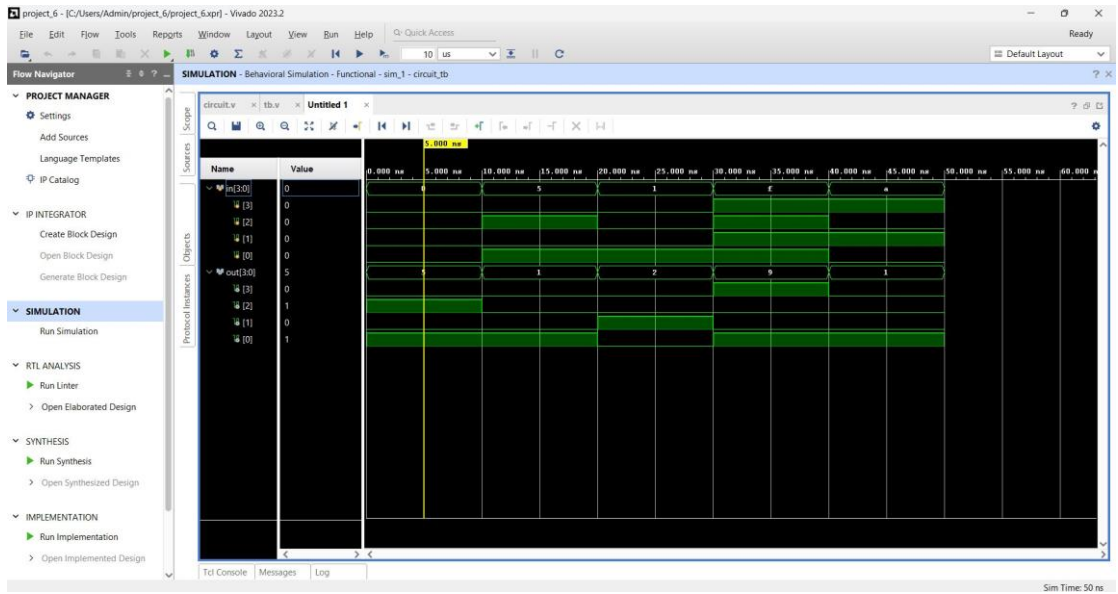 project_6 - [C:/Users/Admin/project_6/project_6.xpr] - Vivado 2023.2
File Edit Flow Tools Reports Window Layout View Run Help Q- Quick Access
Ready
10 us
Default Layout
Flow Navigator
SIMULATION - Behavioral Simulation - Functional - sim_1 - circuit_tb
PROJECT MANAGER
Settings
Add Sources
Language Templates
IP Catalog
IP INTEGRATOR
Create Block Design
Open Block Design
Generate Block Design
SIMULATION
Run Simulation
RTL ANALYSIS
Run Linter
Open Elaborated Design
SYNTHESIS
Run Synthesis
Open Synthesized Design
IMPLEMENTATION
Run Implementation
Open Implemented Design
Scope
Sources
Objects
Protocol Instances
circuit.v tb.v Untitled 1
5.000 ns
Name Value 0.000 ns 5.000 ns 10.000 ns 15.000 ns 20.000 ns 25.000 ns 30.000 ns 35.000 ns 40.000 ns 45.000 ns 50.000 ns 55.000 ns 60.000 n
in[3:0] 0 0 5 1 f a
[3] 0
[2] 0
[1] 0
[0] 0
out[3:0] 5 5 1 2 9 1
[3] 0
[2] 1
[1] 0
[0] 1
Tcl Console Messages Log
Sim Time: 50 ns